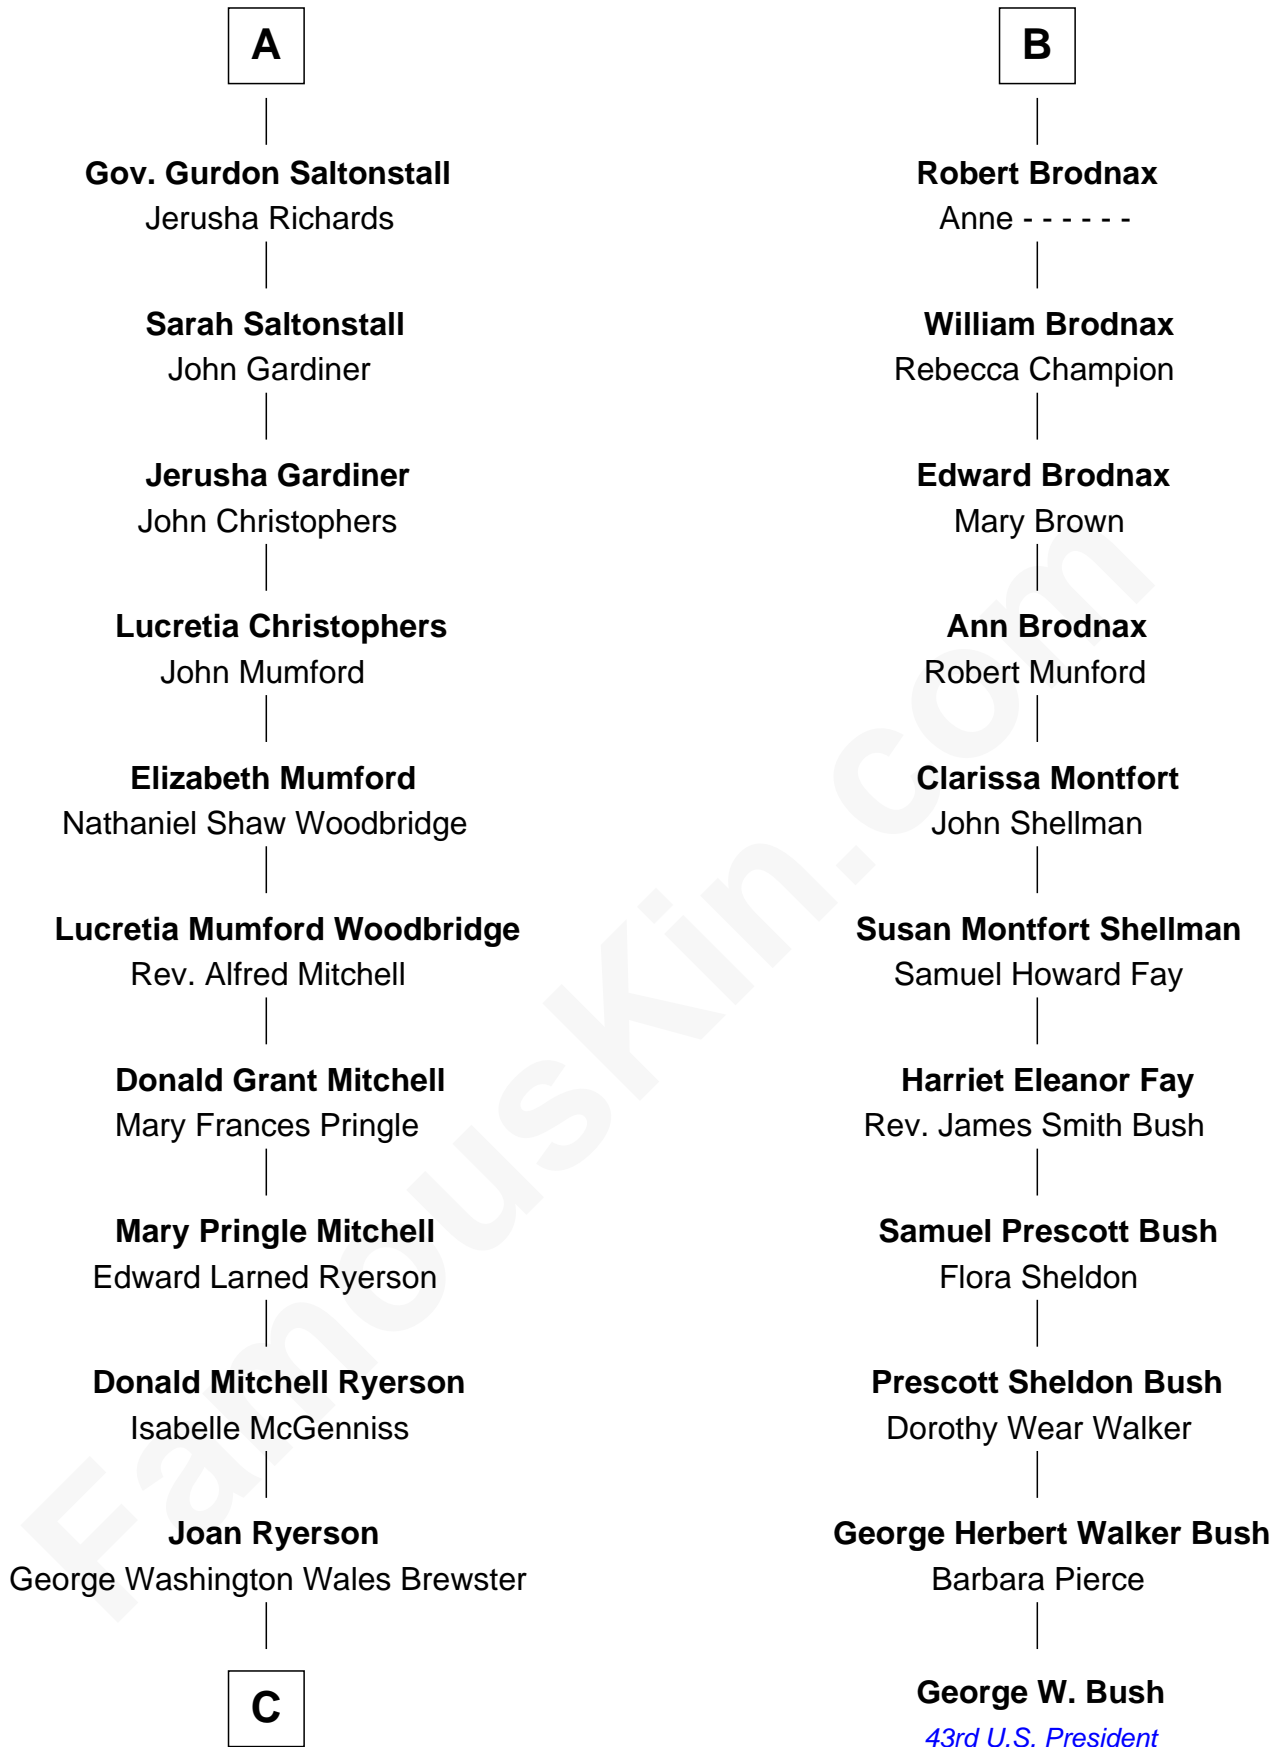 A
Gov. Gurdon Saltonstall
Jerusha Richards
Sarah Saltonstall
John Gardiner
Jerusha Gardiner
John Christophers
Lucretia Christophers
John Mumford
Elizabeth Mumford
Nathaniel Shaw Woodbridge
Lucretia Mumford Woodbridge
Rev. Alfred Mitchell
Donald Grant Mitchell
Mary Frances Pringle
Mary Pringle Mitchell
Edward Larned Ryerson
Donald Mitchell Ryerson
Isabelle McGenniss
Joan Ryerson
George Washington Wales Brewster
C
B
Robert Brodnax
Anne - - - - - -
William Brodnax
Rebecca Champion
Edward Brodnax
Mary Brown
Ann Brodnax
Robert Munford
Clarissa Montfort
John Shellman
Susan Montfort Shellman
Samuel Howard Fay
Harriet Eleanor Fay
Rev. James Smith Bush
Samuel Prescott Bush
Flora Sheldon
Prescott Sheldon Bush
Dorothy Wear Walker
George Herbert Walker Bush
Barbara Pierce
George W. Bush
43rd U.S. President
FamousKin.com